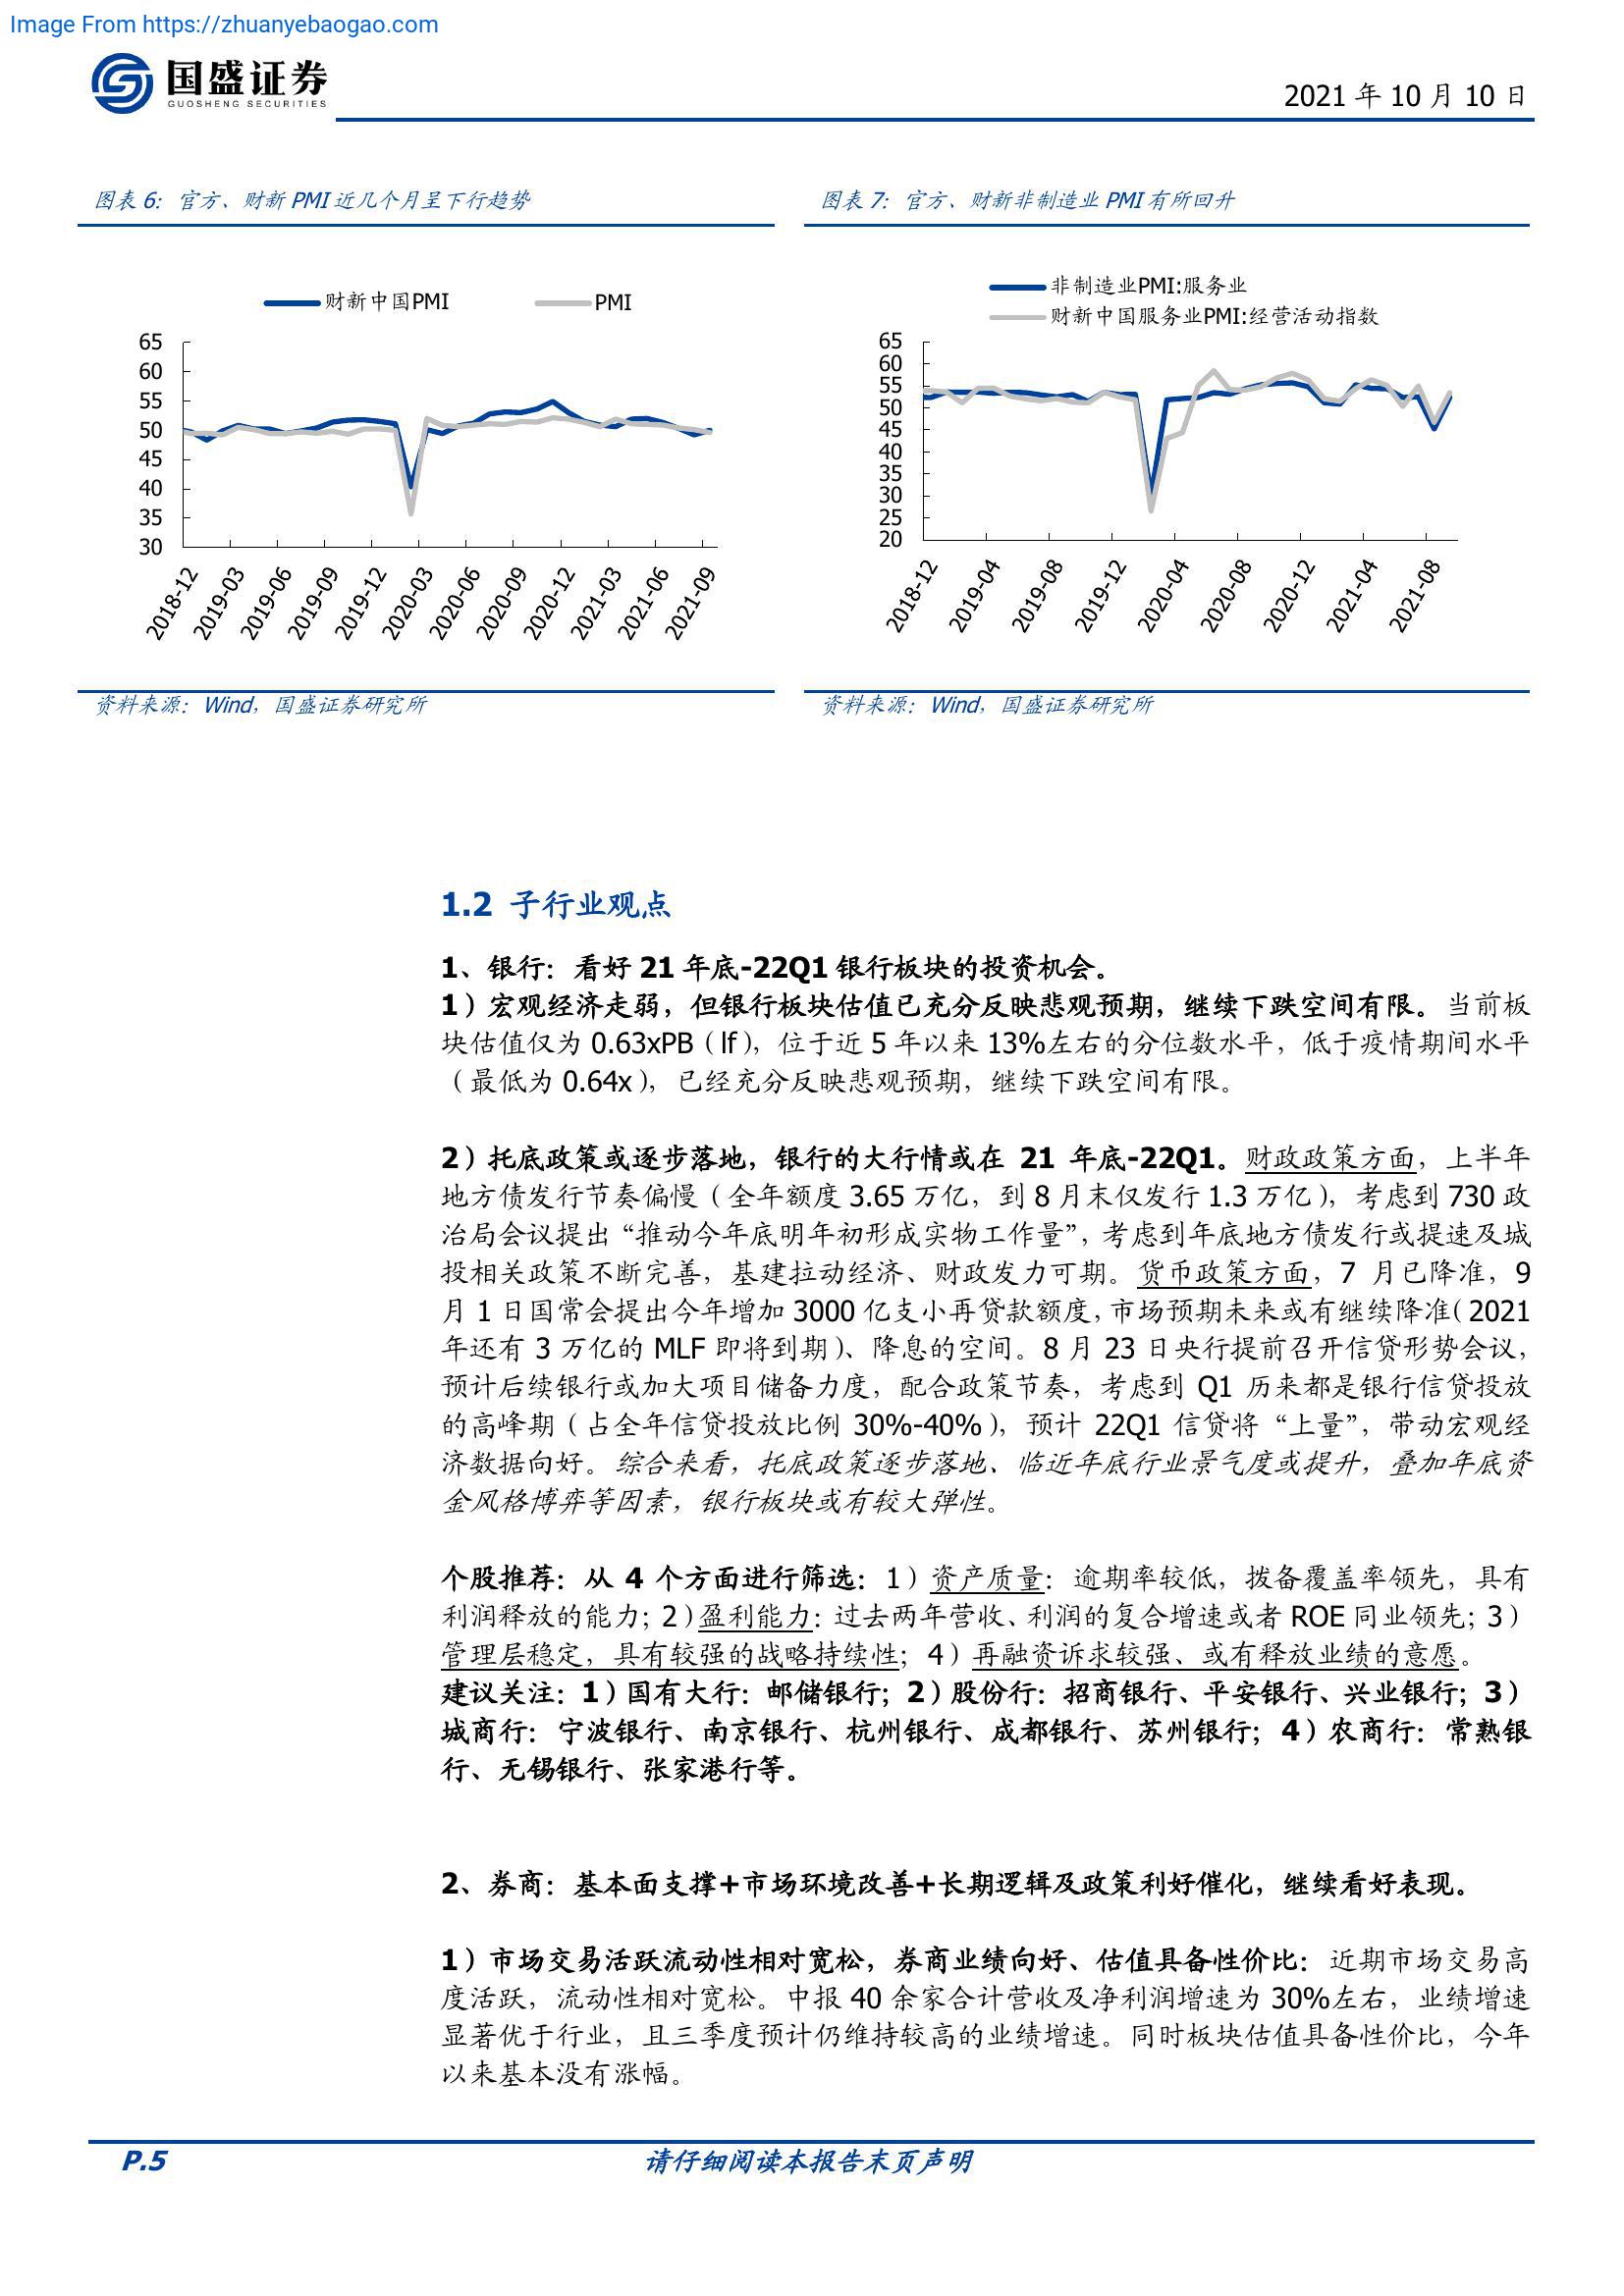 Image From https://zhuanyebaogao.com
国盛证券
GUOSHENG SECURITIES
2021 年 10 月 10 日
图表 6：官方、财新 PMI 近几个月呈下行趋势
财新中国PMI
PMI
65
60
55
50
45
40
35
30
2018-12
2019-03
2019-06
2019-09
2019-12
2020-03
2020-06
2020-09
2020-12
2021-03
2021-06
2021-09
资料来源：Wind，国盛证券研究所
图表 7：官方、财新非制造业 PMI 有所回升
非制造业PMI:服务业
财新中国服务业PMI:经营活动指数
65
60
55
50
45
40
35
30
25
20
2018-12
2019-04
2019-08
2019-12
2020-04
2020-08
2020-12
2021-04
2021-08
资料来源：Wind，国盛证券研究所
1.2 子行业观点
1、银行：看好 21 年底-22Q1 银行板块的投资机会。
1）宏观经济走弱，但银行板块估值已充分反映悲观预期，继续下跌空间有限。当前板
块估值仅为 0.63xPB（lf），位于近 5 年以来 13%左右的分位数水平，低于疫情期间水平
（最低为 0.64x），已经充分反映悲观预期，继续下跌空间有限。
2）托底政策或逐步落地，银行的大行情或在 21 年底-22Q1。财政政策方面，上半年
地方债发行节奏偏慢（全年额度 3.65 万亿，到 8 月末仅发行 1.3 万亿），考虑到 730 政
治局会议提出“推动今年底明年初形成实物工作量”，考虑到年底地方债发行或提速及城
投相关政策不断完善，基建拉动经济、财政发力可期。货币政策方面，7 月已降准，9
月 1 日国常会提出今年增加 3000 亿支小再贷款额度，市场预期未来或有继续降准（2021
年还有 3 万亿的 MLF 即将到期）、降息的空间。8 月 23 日央行提前召开信贷形势会议，
预计后续银行或加大项目储备力度，配合政策节奏，考虑到 Q1 历来都是银行信贷投放
的高峰期（占全年信贷投放比例 30%-40%），预计 22Q1 信贷将“上量”，带动宏观经
济数据向好。综合来看，托底政策逐步落地、临近年底行业景气度或提升，叠加年底资
金风格博弈等因素，银行板块或有较大弹性。
个股推荐：从 4 个方面进行筛选：1）资产质量：逾期率较低，拨备覆盖率领先，具有
利润释放的能力；2）盈利能力：过去两年营收、利润的复合增速或者 ROE 同业领先；3）
管理层稳定，具有较强的战略持续性；4）再融资诉求较强、或有释放业绩的意愿。
建议关注：1）国有大行：邮储银行；2）股份行：招商银行、平安银行、兴业银行；3）
城商行：宁波银行、南京银行、杭州银行、成都银行、苏州银行；4）农商行：常熟银
行、无锡银行、张家港行等。
2、券商：基本面支撑+市场环境改善+长期逻辑及政策利好催化，继续看好表现。
1）市场交易活跃流动性相对宽松，券商业绩向好、估值具备性价比：近期市场交易高
度活跃，流动性相对宽松。中报 40 余家合计营收及净利润增速为 30%左右，业绩增速
显著优于行业，且三季度预计仍维持较高的业绩增速。同时板块估值具备性价比，今年
以来基本没有涨幅。
P.5
请仔细阅读本报告末页声明